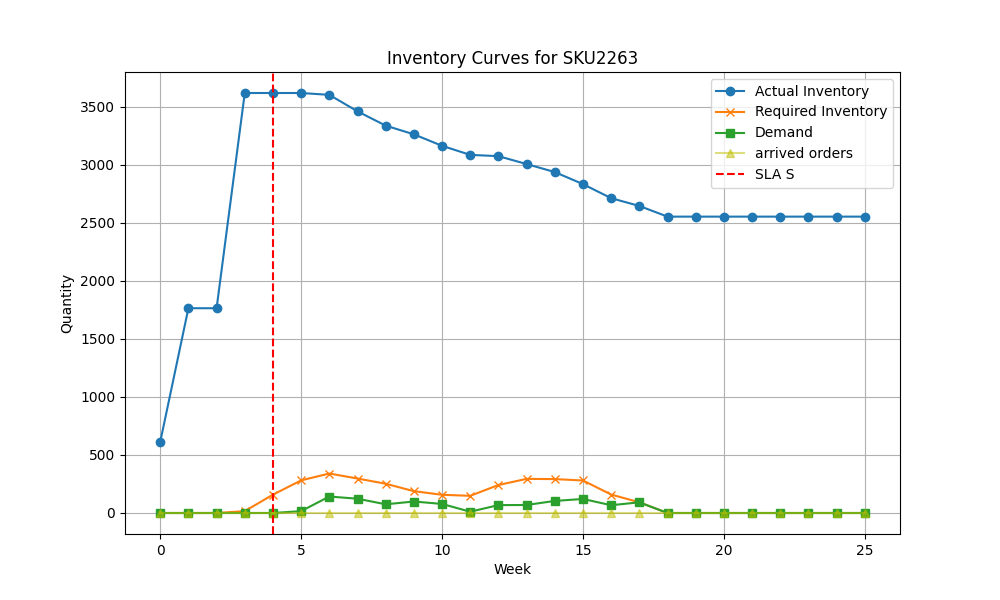 Inventory Curves for SKU2263
Actual Inventory
Required Inventory
Demand
arrived orders
SLA S
Quantity
3500
3000
2500
2000
1500
1000
500
0
0 5 10 15 20 25
Week